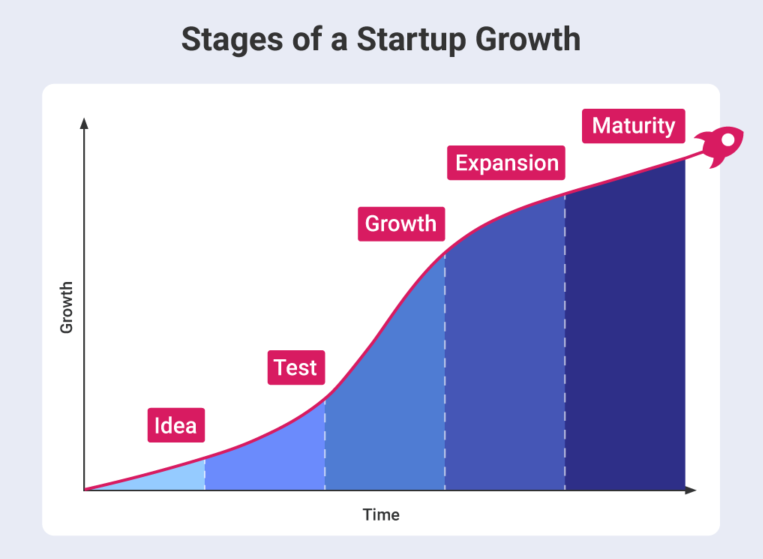 Stages of a Startup Growth
Maturity
Expansion
Growth
Test
Idea
Growth
Time